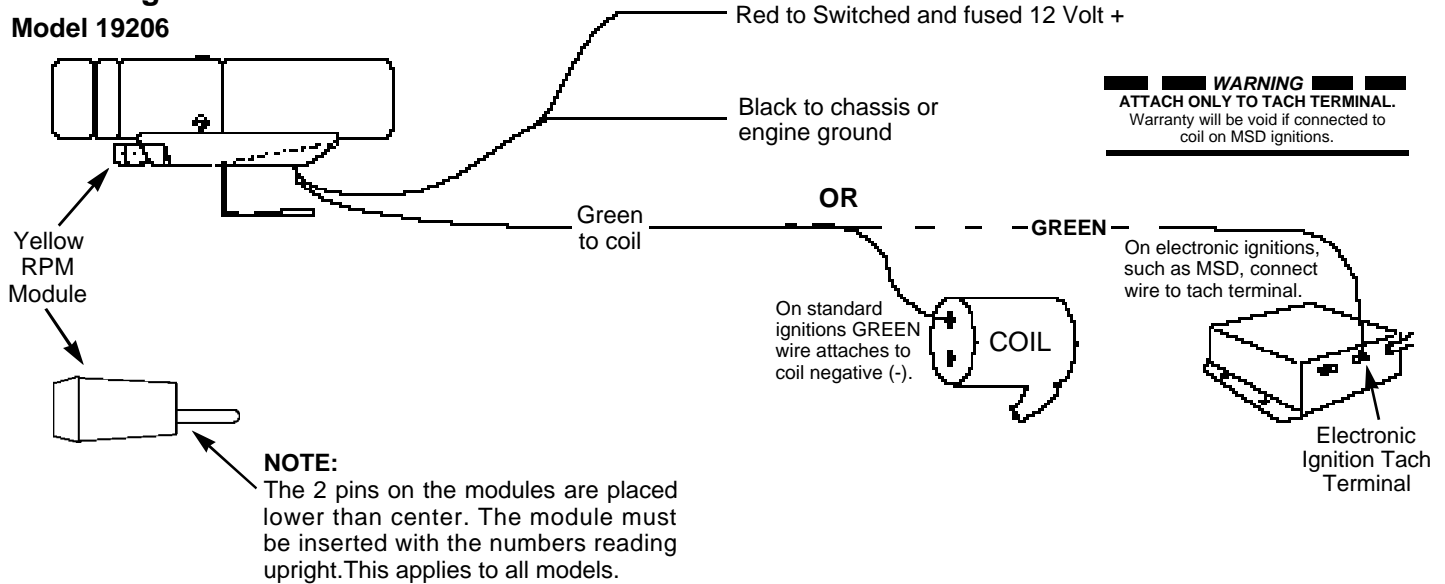 Model 19206
Red to Switched and fused 12 Volt +
Black to chassis or
engine ground
WARNING
ATTACH ONLY TO TACH TERMINAL.
Warranty will be void if connected to
coil on MSD ignitions.
Yellow
RPM
Module
Green
to coil
OR
GREEN
On standard
ignitions GREEN
wire attaches to
coil negative (-).
COIL
On electronic ignitions,
such as MSD, connect
wire to tach terminal.
Electronic
Ignition Tach
Terminal
NOTE:
The 2 pins on the modules are placed
lower than center. The module must
be inserted with the numbers reading
upright.This applies to all models.